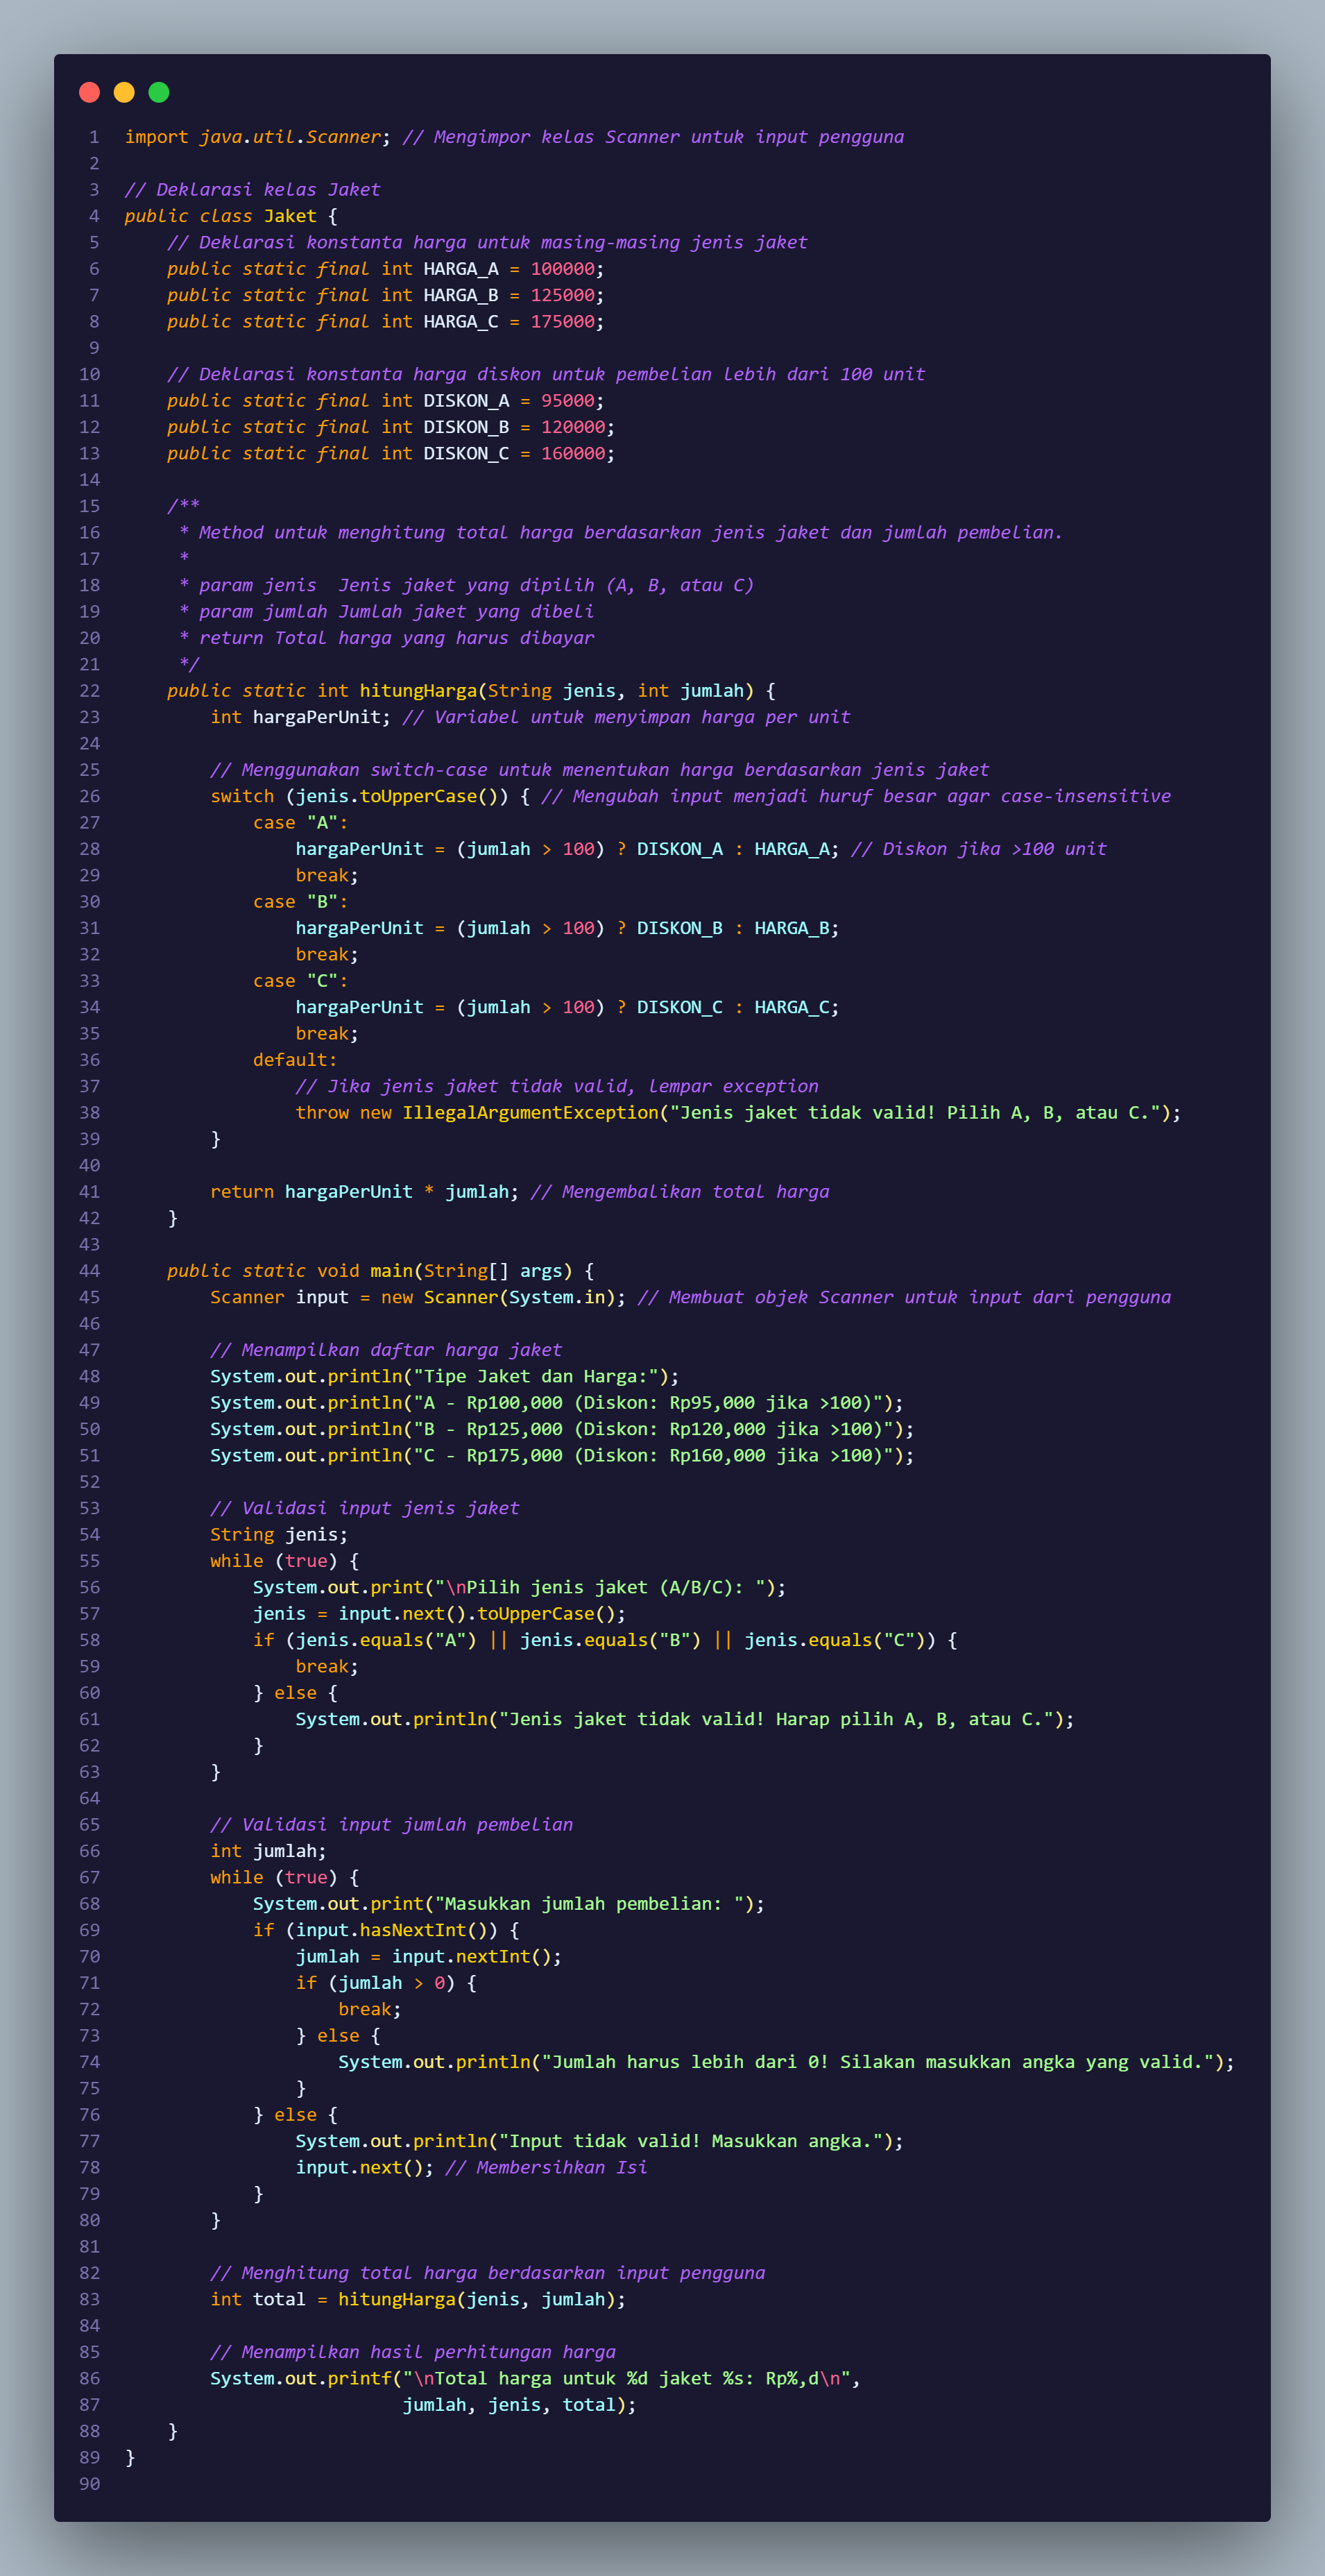 1 import java.util.Scanner; // Mengimpor kelas Scanner untuk input pengguna
2
3 // Deklarasi kelas Jaket
4 public class Jaket {
5     // Deklarasi konstanta harga untuk masing-masing jenis jaket
6     public static final int HARGA_A = 100000;
7     public static final int HARGA_B = 125000;
8     public static final int HARGA_C = 175000;
9
10     // Deklarasi konstanta harga diskon untuk pembelian lebih dari 100 unit
11     public static final int DISKON_A = 95000;
12     public static final int DISKON_B = 120000;
13     public static final int DISKON_C = 160000;
14
15     /**
16      * Method untuk menghitung total harga berdasarkan jenis jaket dan jumlah pembelian.
17      *
18      * param jenis  Jenis jaket yang dipilih (A, B, atau C)
19      * param jumlah Jumlah jaket yang dibeli
20      * return Total harga yang harus dibayar
21      */
22     public static int hitungHarga(String jenis, int jumlah) {
23         int hargaPerUnit; // Variabel untuk menyimpan harga per unit
24
25         // Menggunakan switch-case untuk menentukan harga berdasarkan jenis jaket
26         switch (jenis.toUpperCase()) { // Mengubah input menjadi huruf besar agar case-insensitive
27             case "A":
28                 hargaPerUnit = (jumlah > 100) ? DISKON_A : HARGA_A; // Diskon jika >100 unit
29                 break;
30             case "B":
31                 hargaPerUnit = (jumlah > 100) ? DISKON_B : HARGA_B;
32                 break;
33             case "C":
34                 hargaPerUnit = (jumlah > 100) ? DISKON_C : HARGA_C;
35                 break;
36             default:
37                 // Jika jenis jaket tidak valid, lempar exception
38                 throw new IllegalArgumentException("Jenis jaket tidak valid! Pilih A, B, atau C.");
39         }
40
41         return hargaPerUnit * jumlah; // Mengembalikan total harga
42     }
43
44     public static void main(String[] args) {
45         Scanner input = new Scanner(System.in); // Membuat objek Scanner untuk input dari pengguna
46
47         // Menampilkan daftar harga jaket
48         System.out.println("Tipe Jaket dan Harga:");
49         System.out.println("A - Rp100,000 (Diskon: Rp95,000 jika >100)");
50         System.out.println("B - Rp125,000 (Diskon: Rp120,000 jika >100)");
51         System.out.println("C - Rp175,000 (Diskon: Rp160,000 jika >100)");
52
53         // Validasi input jenis jaket
54         String jenis;
55         while (true) {
56             System.out.print("\nPilih jenis jaket (A/B/C): ");
57             jenis = input.next().toUpperCase();
58             if (jenis.equals("A") || jenis.equals("B") || jenis.equals("C")) {
59                 break;
60             } else {
61                 System.out.println("Jenis jaket tidak valid! Harap pilih A, B, atau C.");
62             }
63         }
64
65         // Validasi input jumlah pembelian
66         int jumlah;
67         while (true) {
68             System.out.print("Masukkan jumlah pembelian: ");
69             if (input.hasNextInt()) {
70                 jumlah = input.nextInt();
71                 if (jumlah > 0) {
72                     break;
73                 } else {
74                     System.out.println("Jumlah harus lebih dari 0! Silakan masukkan angka yang valid.");
75                 }
76             } else {
77                 System.out.println("Input tidak valid! Masukkan angka.");
78                 input.next(); // Membersihkan Isi
79             }
80         }
81
82         // Menghitung total harga berdasarkan input pengguna
83         int total = hitungHarga(jenis, jumlah);
84
85         // Menampilkan hasil perhitungan harga
86         System.out.printf("\nTotal harga untuk %d jaket %s: Rp%,d\n",
87                           jumlah, jenis, total);
88     }
89 }
90